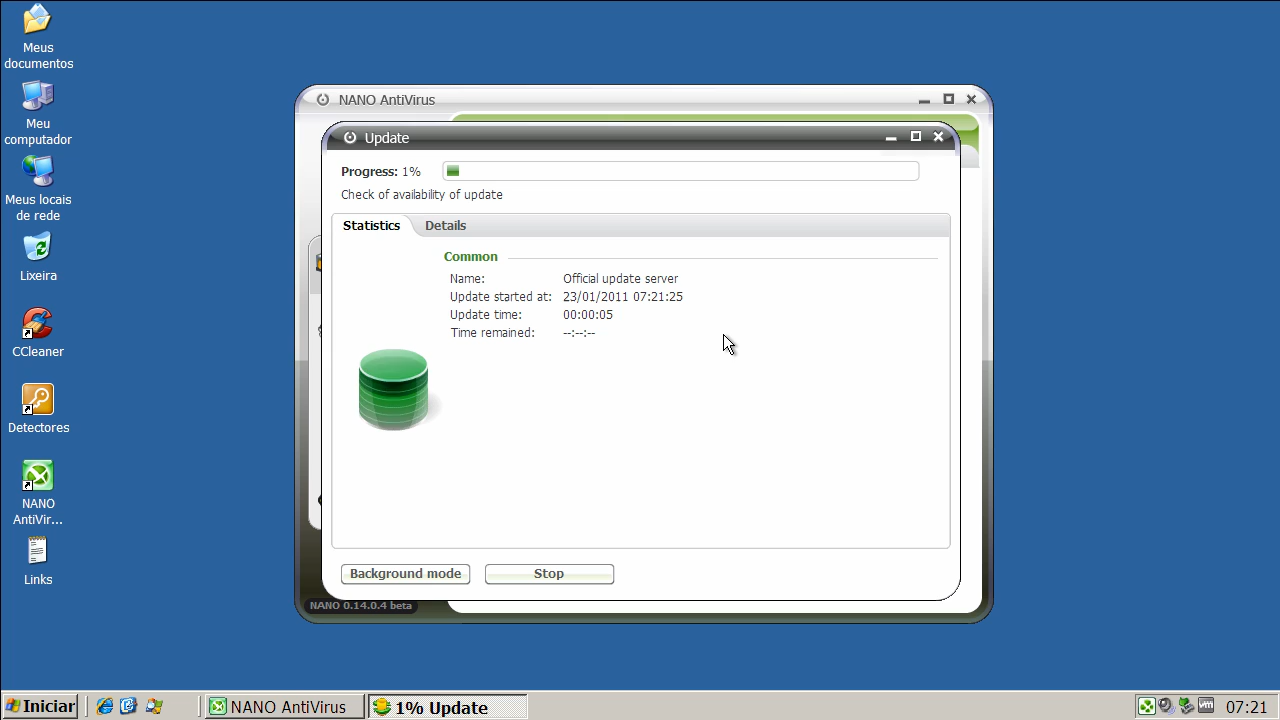 Meus
documentos
Meu
computador
Meus locais
de rede
Lixeira
CCleaner
Detectores
NANO
AntiVir...
Links
NANO AntiVirus
Update
Progress: 1%
Check of availability of update
Statistics
Details
Common
Name: Official update server
Update started at: 23/01/2011 07:21:25
Update time: 00:00:05
Time remained: --:--:--
Background mode
Stop
NANO 0.14.0.4 beta
Iniciar
NANO AntiVirus
1% Update
vm
07:21